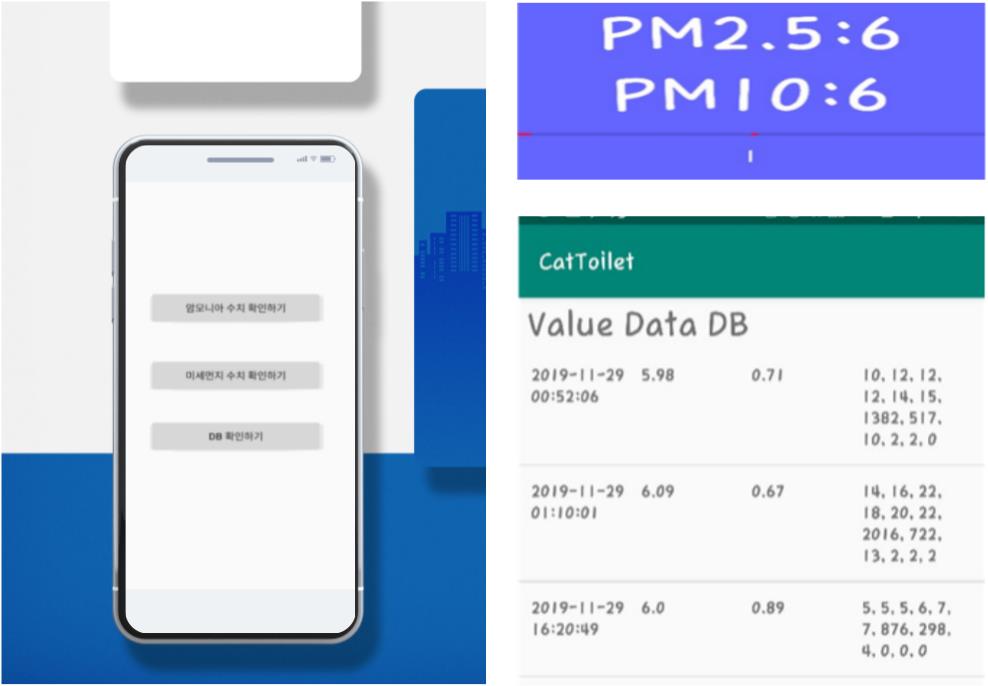 암모니아 수치 확인하기
미세먼지 수치 확인하기
DB 확인하기
PM2.5:6
PM10:6
CatToilet
Value Data DB
2019-11-29 5.98 0.71 10, 12, 12,
00:52:06 12, 14, 15,
1382, 517,
10, 2, 2, 0
2019-11-29 6.09 0.67 14, 16, 22,
01:10:01 18, 20, 22,
2016, 722,
13, 2, 2, 2
2019-11-29 6.0 0.89 5, 5, 5, 6, 7,
16:20:49 7, 876, 298,
4, 0, 0, 0